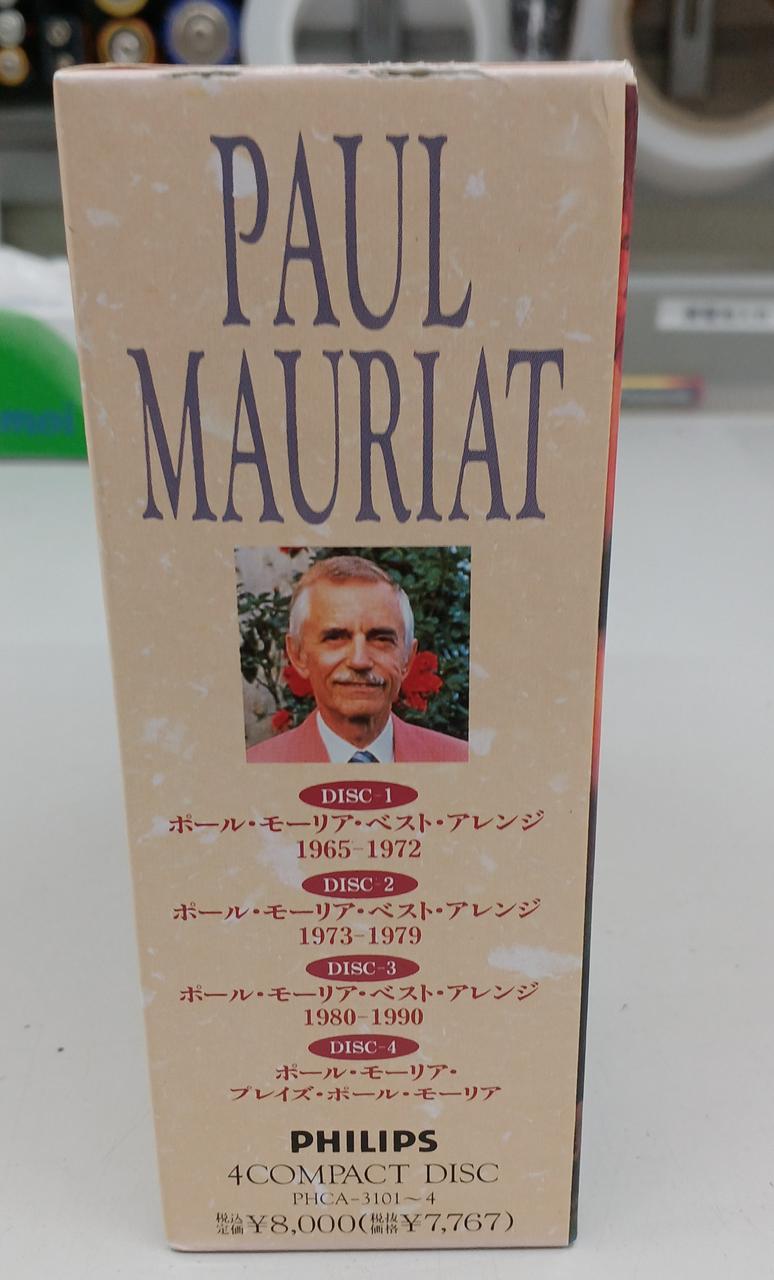 PAUL
MAURIAT
DISC-1
ポール・モーリア・ベスト・アレンジ
1965-1972
DISC-2
ポール・モーリア・ベスト・アレンジ
1973-1979
DISC-3
ポール・モーリア・ベスト・アレンジ
1980-1990
DISC-4
ポール・モーリア・
プレイズ・ポール・モーリア
PHILIPS
4COMPACT DISC
PHCA-3101〜4
税込定価¥8,000(税抜価格¥7,767)
moi